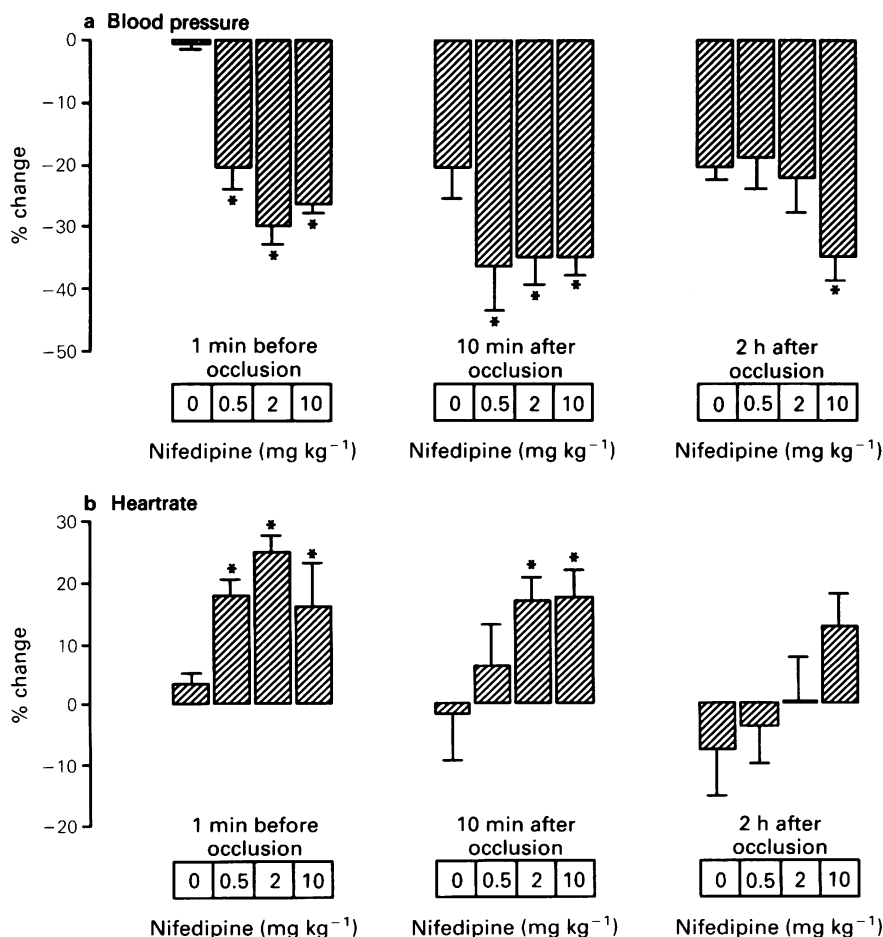 a Blood pressure
% change
0
−10
−20
−30
−40
−50
*
*
*
*
*
*
*
1 min before
occlusion
0 0.5 2 10
Nifedipine (mg kg⁻¹)
10 min after
occlusion
0 0.5 2 10
Nifedipine (mg kg⁻¹)
2 h after
occlusion
0 0.5 2 10
Nifedipine (mg kg⁻¹)
b Heartrate
% change
30
20
10
0
−10
−20
*
*
*
*
*
1 min before
occlusion
0 0.5 2 10
Nifedipine (mg kg⁻¹)
10 min after
occlusion
0 0.5 2 10
Nifedipine (mg kg⁻¹)
2 h after
occlusion
0 0.5 2 10
Nifedipine (mg kg⁻¹)